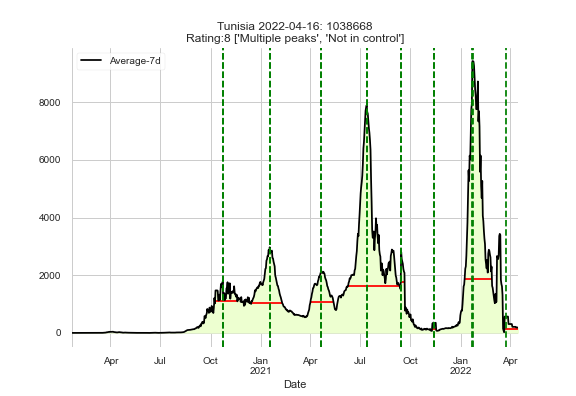 Tunisia 2022-04-16: 1038668
Rating:8 ['Multiple peaks', 'Not in control']
Average-7d
8000
6000
4000
2000
0
Apr
Jul
Oct
Jan
2021
Apr
Jul
Oct
Jan
2022
Apr
Date